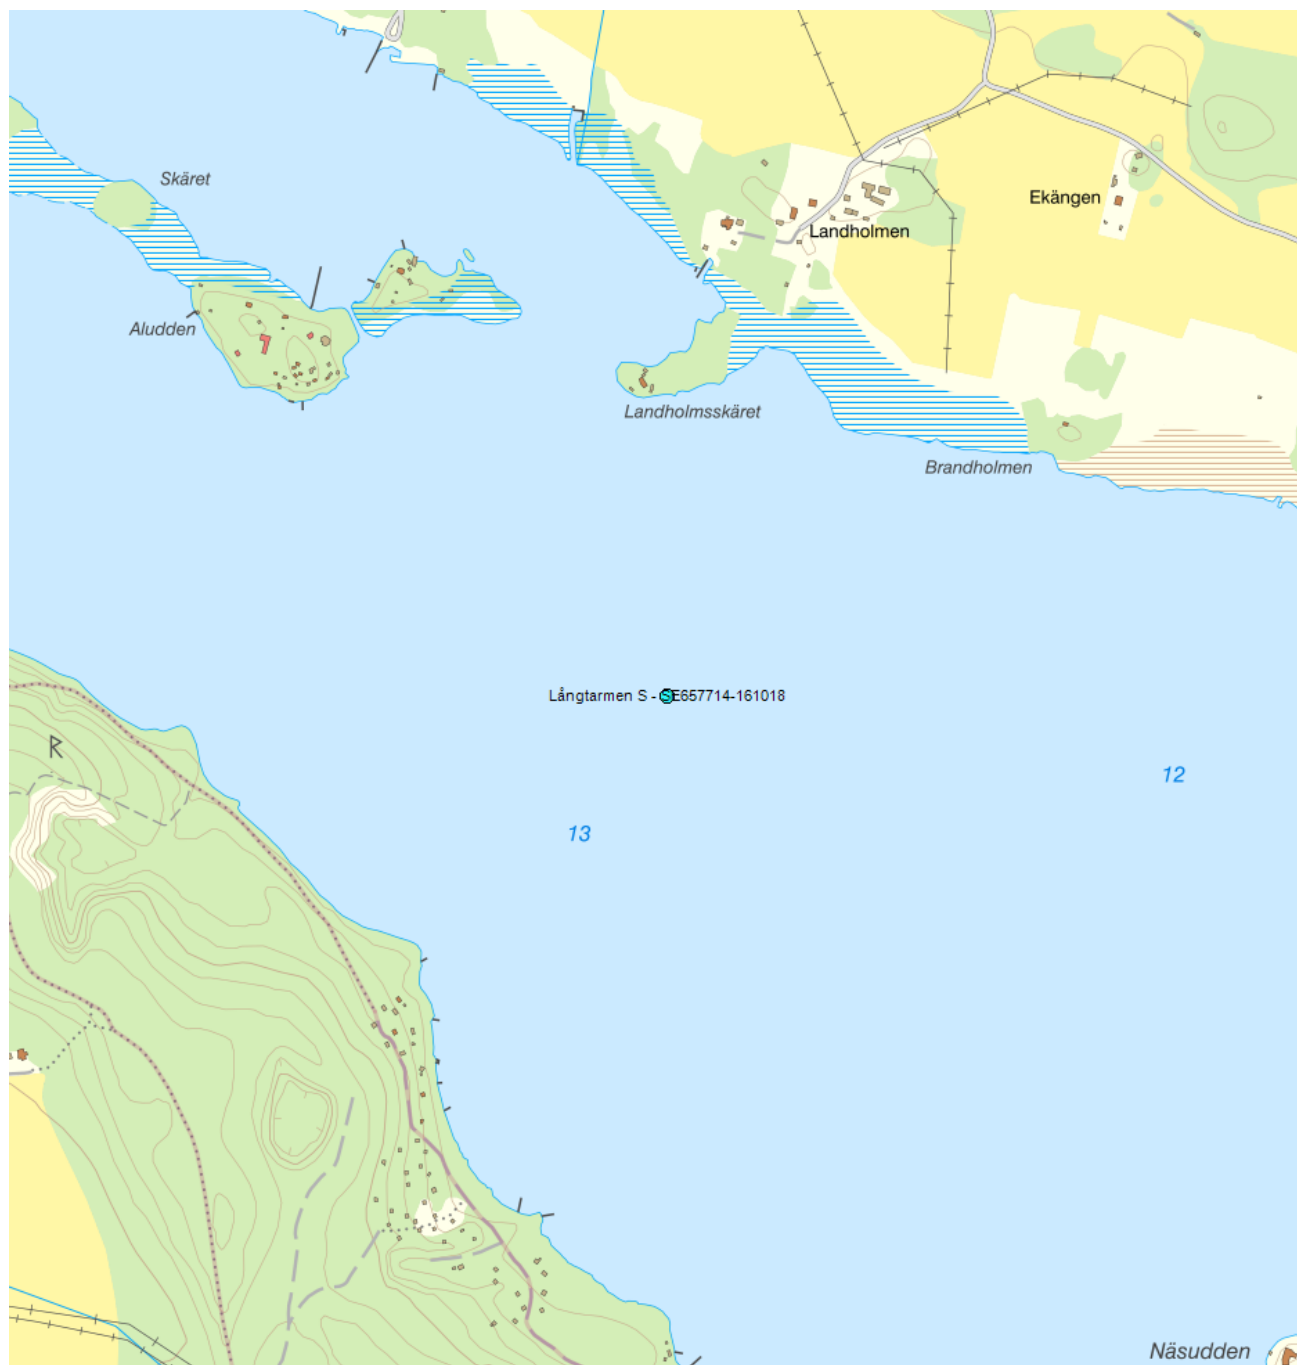 Skäret
Ekängen
Landholmen
Aludden
Landholmsskäret
Brandholmen
Långtarmen S - SE657714-161018
R
12
13
Näsudden